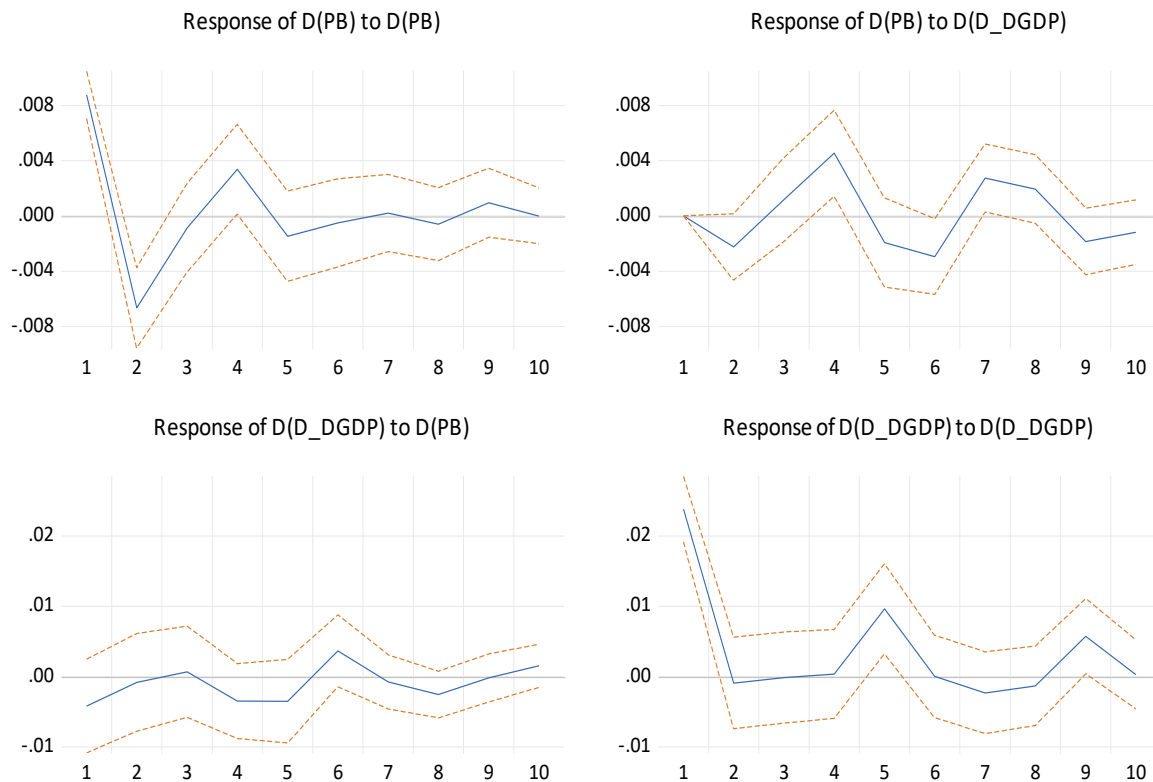 Response of D(PB) to D(PB)
.008
.004
.000
-.004
-.008
1 2 3 4 5 6 7 8 9 10
Response of D(PB) to D(D_DGDP)
.008
.004
.000
-.004
-.008
1 2 3 4 5 6 7 8 9 10
Response of D(D_DGDP) to D(PB)
.02
.01
.00
-.01
1 2 3 4 5 6 7 8 9 10
Response of D(D_DGDP) to D(D_DGDP)
.02
.01
.00
-.01
1 2 3 4 5 6 7 8 9 10